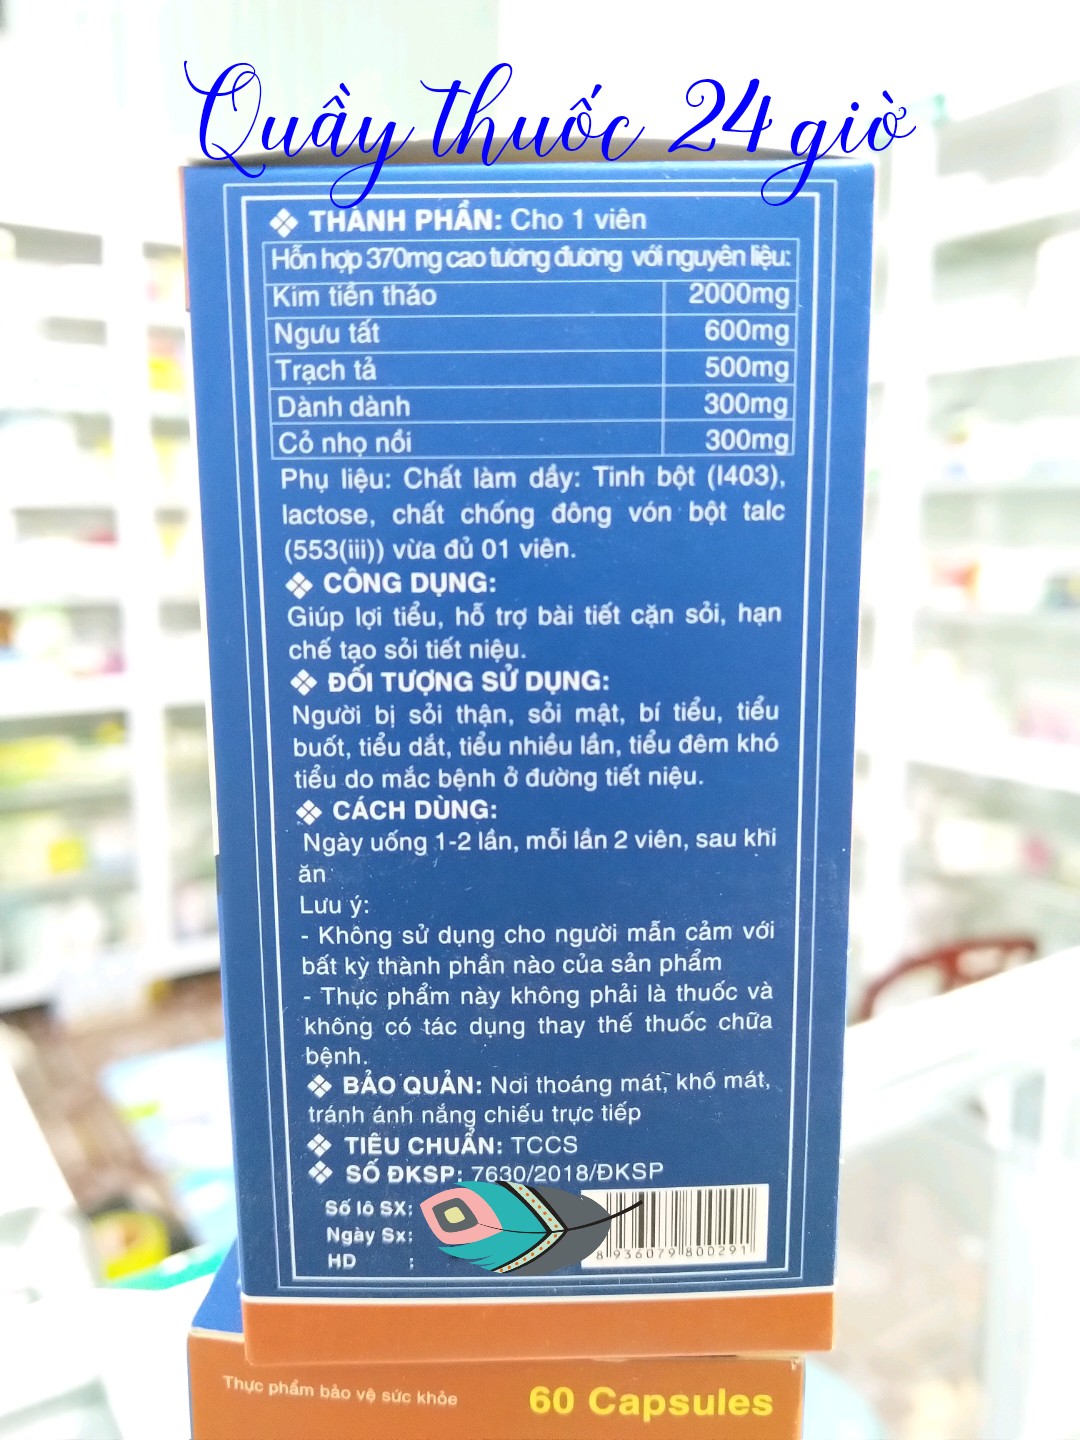 Quầy thuốc 24 giờ
❖ THÀNH PHẦN: Cho 1 viên
Hỗn hợp 370mg cao tương đương với nguyên liệu:
Kim tiền thảo 2000mg
Ngưu tất 600mg
Trạch tả 500mg
Dành dành 300mg
Cỏ nhọ nồi 300mg
Phụ liệu: Chất làm dầy: Tinh bột (I403),
lactose, chất chống đông vón bột talc
(553(iii)) vừa đủ 01 viên.
❖ CÔNG DỤNG:
Giúp lợi tiểu, hỗ trợ bài tiết cặn sỏi, hạn
chế tạo sỏi tiết niệu.
❖ ĐỐI TƯỢNG SỬ DỤNG:
Người bị sỏi thận, sỏi mật, bí tiểu, tiểu
buốt, tiểu dắt, tiểu nhiều lần, tiểu đêm khó
tiểu do mắc bệnh ở đường tiết niệu.
❖ CÁCH DÙNG:
Ngày uống 1-2 lần, mỗi lần 2 viên, sau khi
ăn
Lưu ý:
- Không sử dụng cho người mẫn cảm với
bất kỳ thành phần nào của sản phẩm
- Thực phẩm này không phải là thuốc và
không có tác dụng thay thế thuốc chữa
bệnh.
❖ BẢO QUẢN: Nơi thoáng mát, khô mát,
tránh ánh nắng chiếu trực tiếp
❖ TIÊU CHUẨN: TCCS
❖ SỐ ĐKSP: 7630/2018/ĐKSP
Số lô SX:
Ngày Sx:
HD :
8 936079 800291
Thực phẩm bảo vệ sức khỏe
60 Capsules